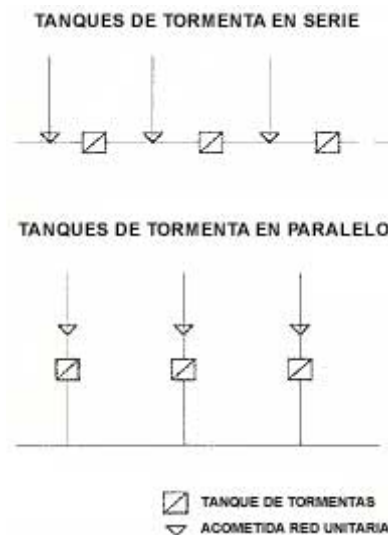 TANQUES DE TORMENTA EN SERIE
TANQUES DE TORMENTA EN PARALELO
TANQUE DE TORMENTAS
ACOMETIDA RED UNITARIA